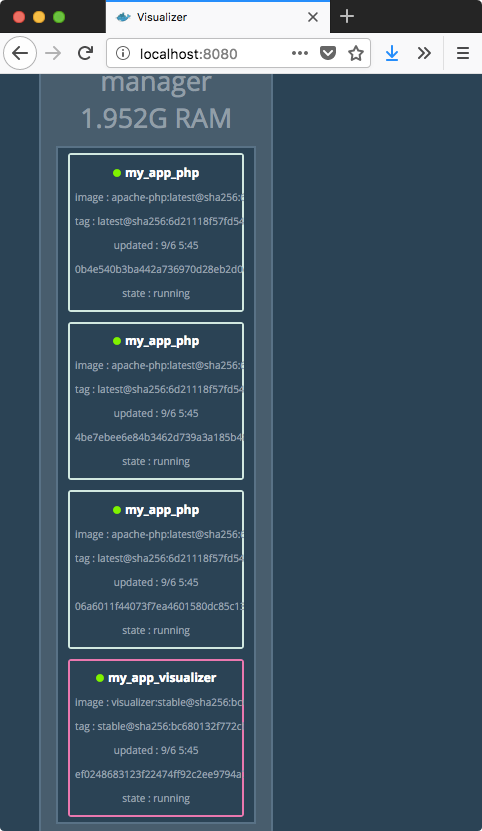 Visualizer
localhost:8080
manager
1.952G RAM
my_app_php
image : apache-php:latest@sha256:
tag : latest@sha256:6d21118f57fd54
updated : 9/6 5:45
0b4e540b3ba442a736970d28eb2d0
state : running
my_app_php
image : apache-php:latest@sha256:
tag : latest@sha256:6d21118f57fd54
updated : 9/6 5:45
4be7ebee6e84b3462d739a3a185b4
state : running
my_app_php
image : apache-php:latest@sha256:
tag : latest@sha256:6d21118f57fd54
updated : 9/6 5:45
06a6011f44073f7ea4601580dc85c13
state : running
my_app_visualizer
image : visualizer:stable@sha256:bc
tag : stable@sha256:bc680132f772c
updated : 9/6 5:45
ef0248683123f22474ff92c2ee9794a
state : running